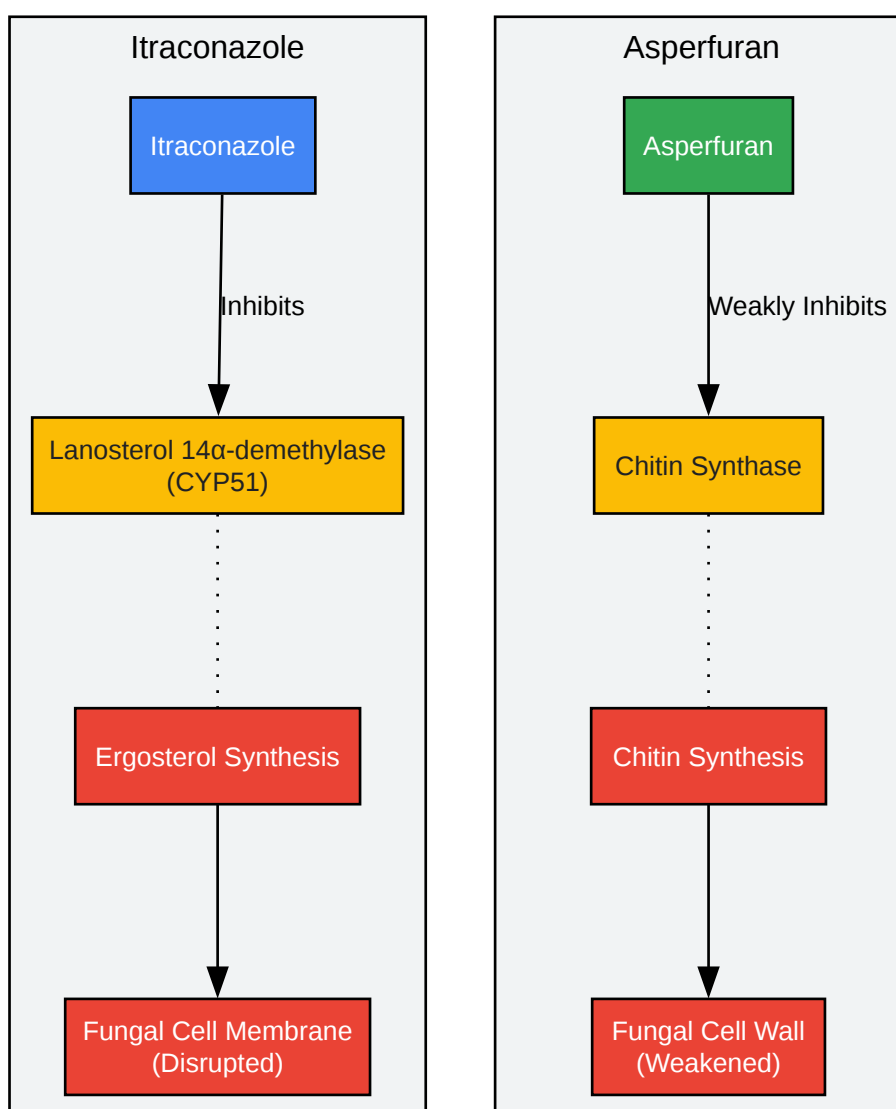 Itraconazole
Itraconazole
Inhibits
Lanosterol 14α-demethylase
(CYP51)
Ergosterol Synthesis
Fungal Cell Membrane
(Disrupted)
Asperfuran
Asperfuran
Weakly Inhibits
Chitin Synthase
Chitin Synthesis
Fungal Cell Wall
(Weakened)